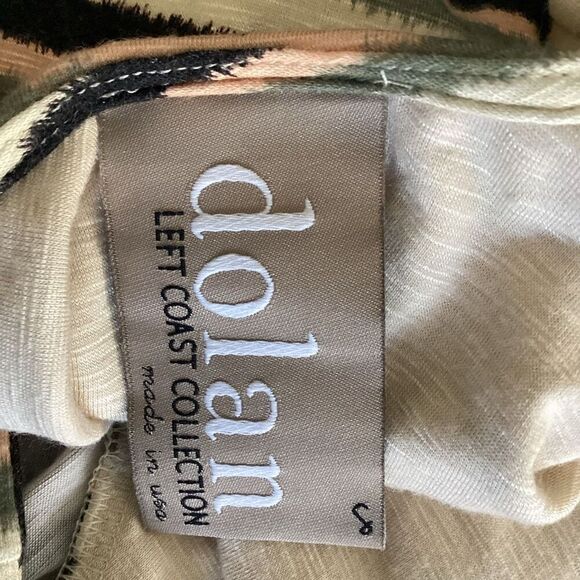 dolan
LEFT COAST COLLECTION
made in usa
S